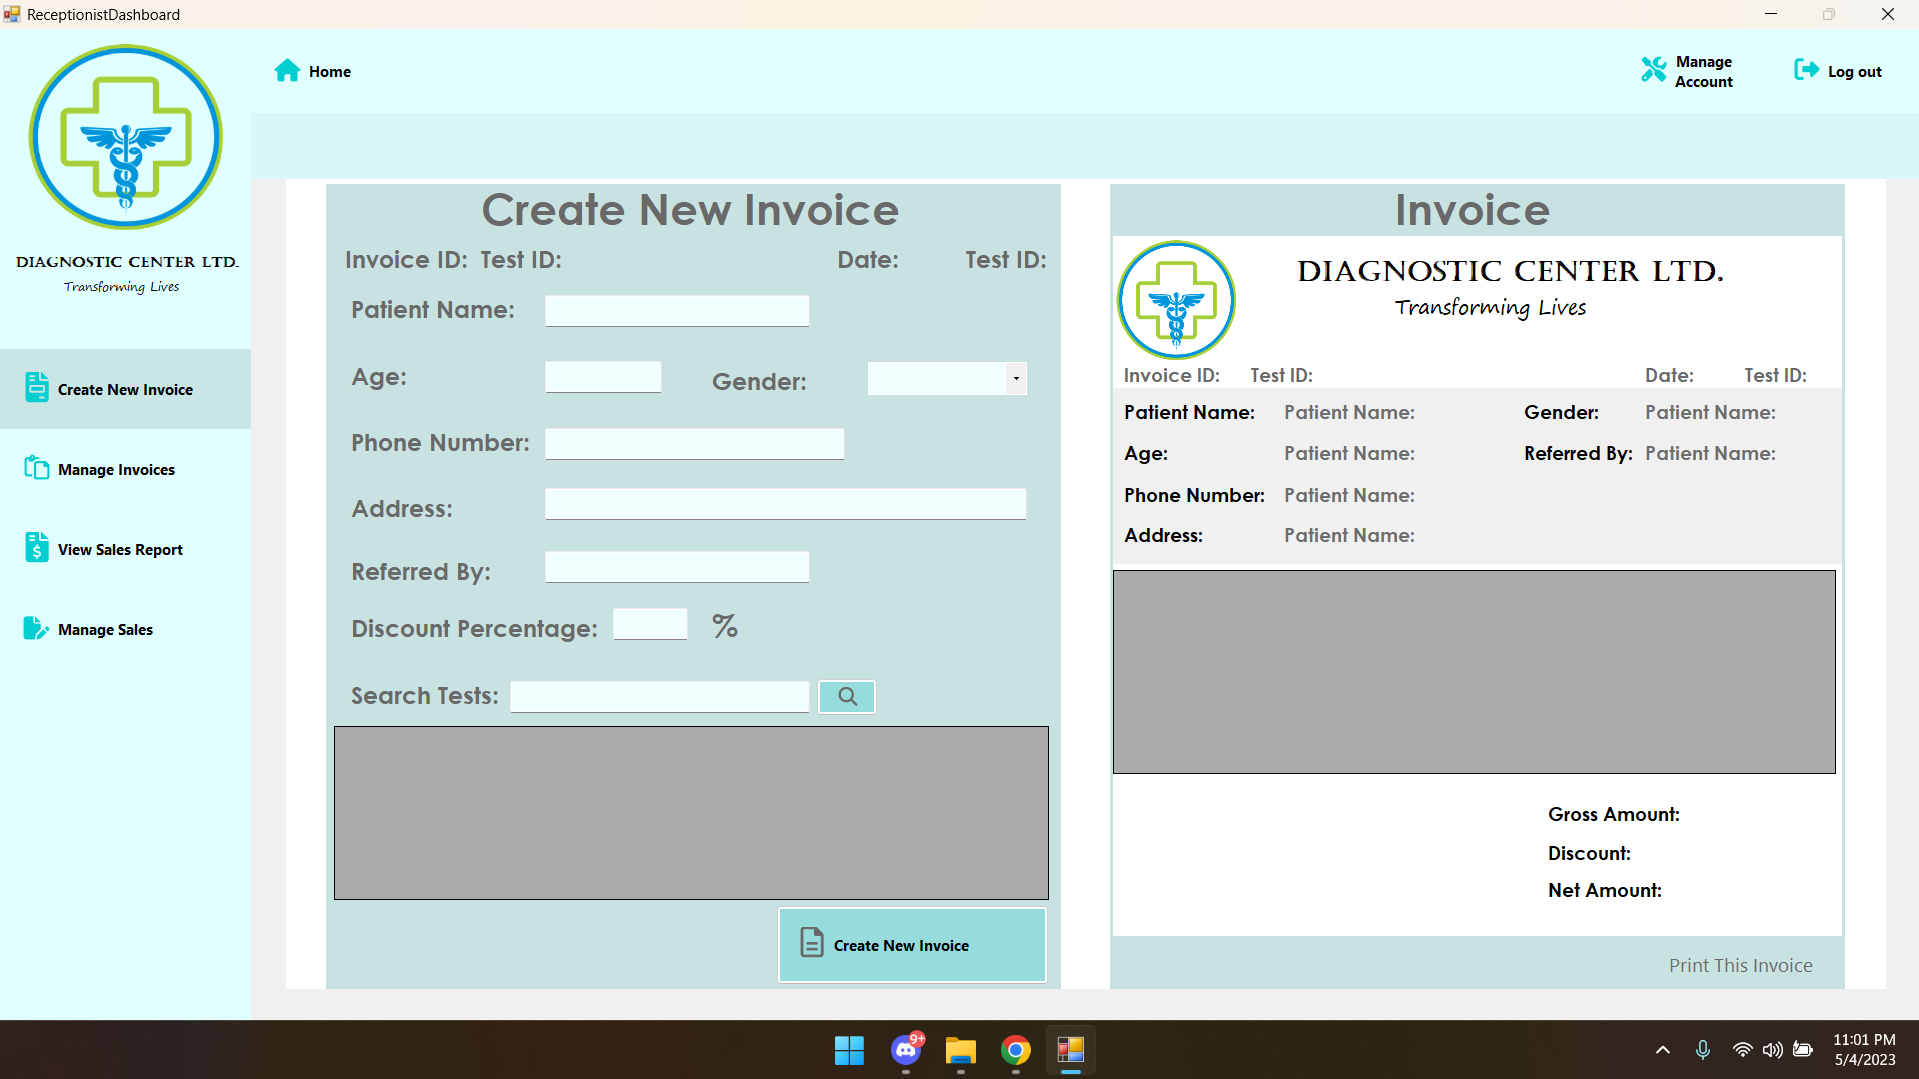 ReceptionistDashboard
Home
Manage
Account
Log out
DIAGNOSTIC CENTER LTD.
Transforming Lives
Create New Invoice
Manage Invoices
View Sales Report
Manage Sales
Create New Invoice
Invoice ID: Test ID: Date: Test ID:
Patient Name:
Age: Gender:
Phone Number:
Address:
Referred By:
Discount Percentage: %
Search Tests:
Create New Invoice
Invoice
DIAGNOSTIC CENTER LTD.
Transforming Lives
Invoice ID: Test ID: Date: Test ID:
Patient Name: Patient Name: Gender: Patient Name:
Age: Patient Name: Referred By: Patient Name:
Phone Number: Patient Name:
Address: Patient Name:
Gross Amount:
Discount:
Net Amount:
Print This Invoice
9+
11:01 PM
5/4/2023